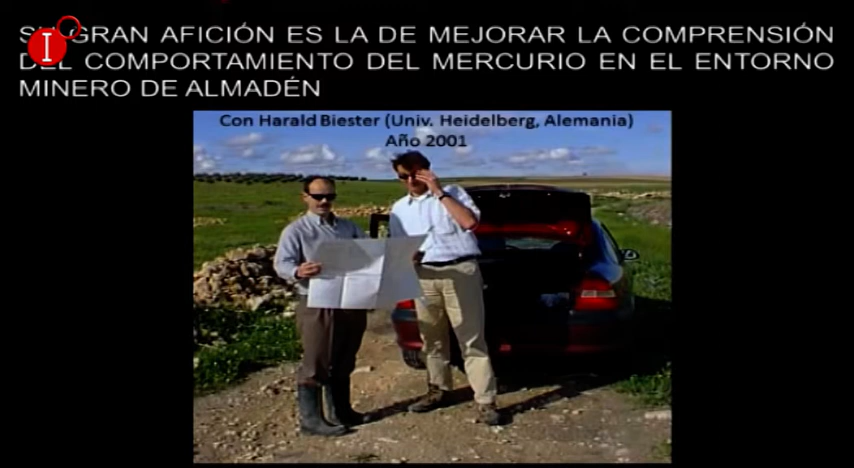 GRAN AFICIÓN ES LA DE MEJORAR LA COMPRENSIÓN
DEL COMPORTAMIENTO DEL MERCURIO EN EL ENTORNO
MINERO DE ALMADÉN
Con Harald Biester (Univ. Heidelberg, Alemania)
Año 2001